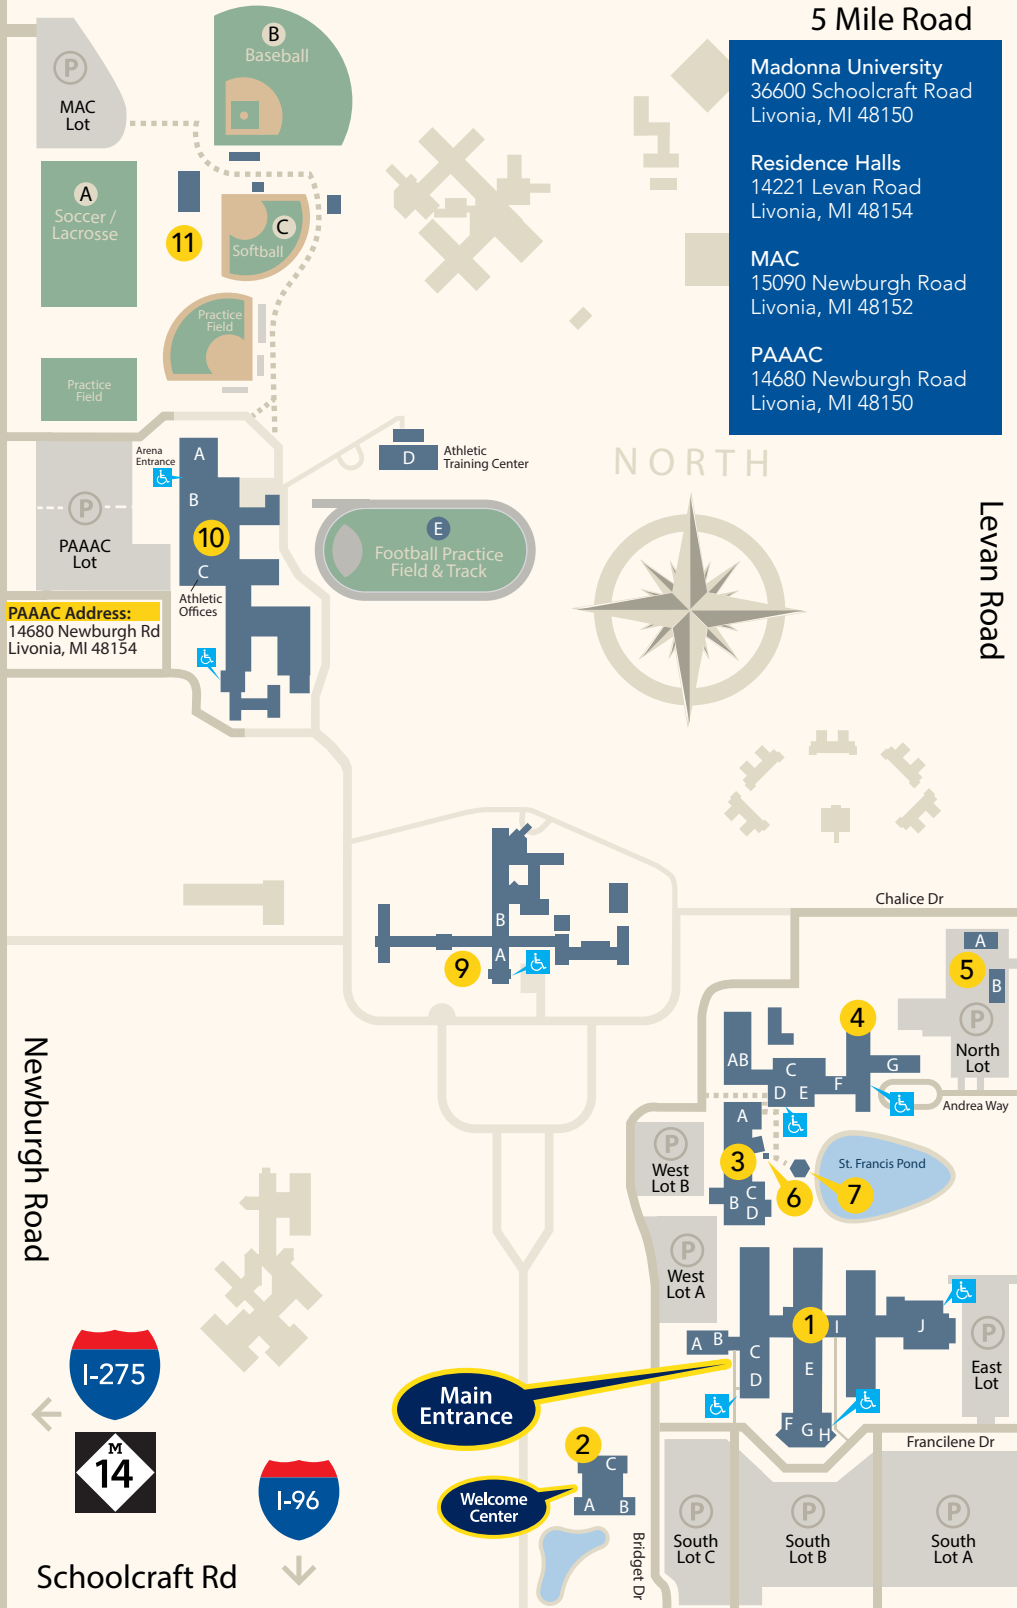 5 Mile Road
Madonna University
36600 Schoolcraft Road
Livonia, MI 48150
Residence Halls
14221 Levan Road
Livonia, MI 48154
MAC
15090 Newburgh Road
Livonia, MI 48152
PAAAC
14680 Newburgh Road
Livonia, MI 48150
P
MAC
Lot
B
Baseball
A
Soccer /
Lacrosse
11
C
Softball
Practice
Field
Practice
Field
Arena
Entrance
A
B
10
C
Athletic
Offices
P
PAAAC
Lot
PAAAC Address:
14680 Newburgh Rd
Livonia, MI 48154
D
Athletic
Training Center
E
Football Practice
Field & Track
NORTH
Levan Road
B
A
9
Chalice Dr
A
5
B
P
North
Lot
Andrea Way
4
AB
C
D
E
F
G
A
3
B
C
D
6
7
St. Francis Pond
P
West
Lot B
P
West
Lot A
Newburgh Road
1
I
J
A
B
C
D
E
F
G
H
P
East
Lot
Main
Entrance
Francilene Dr
2
C
A
B
Welcome
Center
Bridget Dr
P
South
Lot C
P
South
Lot B
P
South
Lot A
I-275
M
14
I-96
Schoolcraft Rd